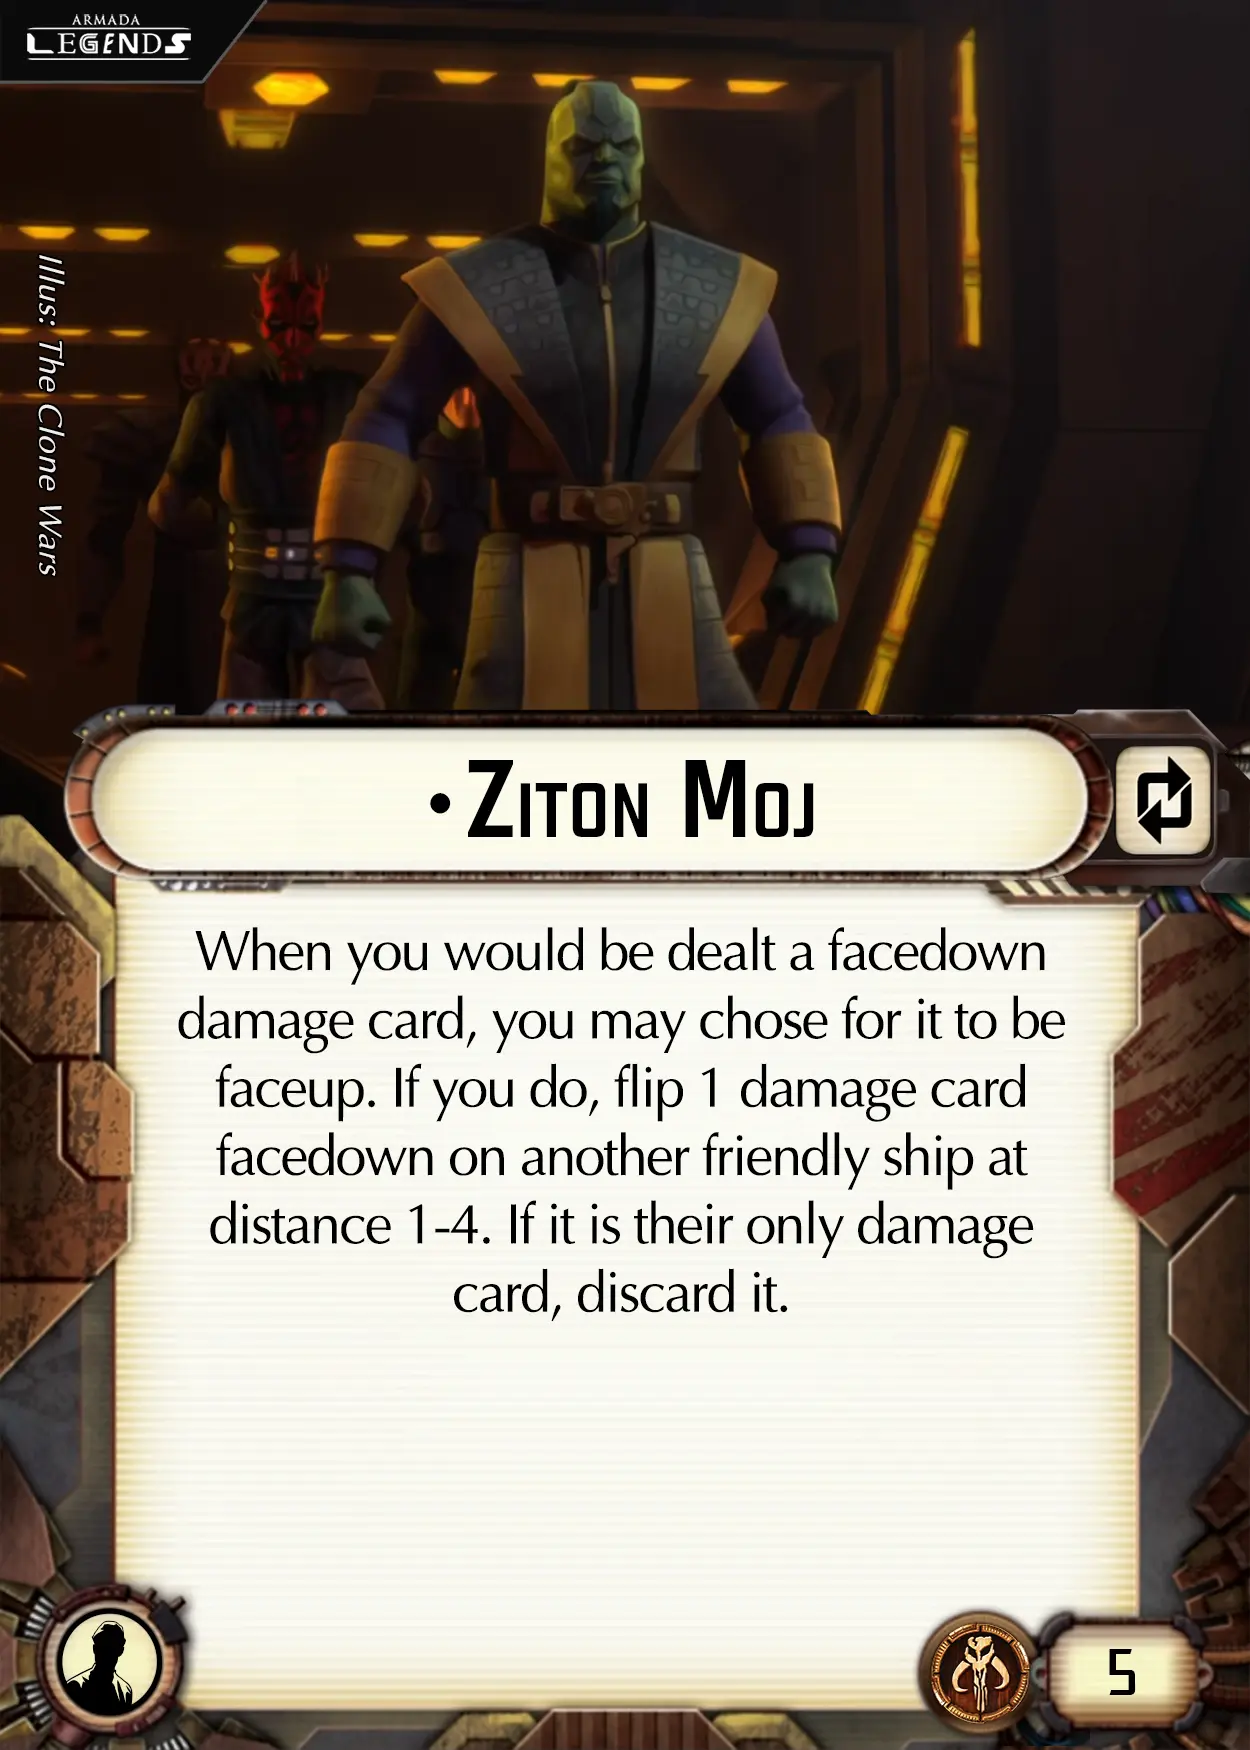 ARMADA
LEGENDS
Illus: The Clone Wars
• Ziton Moj
When you would be dealt a facedown
damage card, you may chose for it to be
faceup. If you do, flip 1 damage card
facedown on another friendly ship at
distance 1-4. If it is their only damage
card, discard it.
5